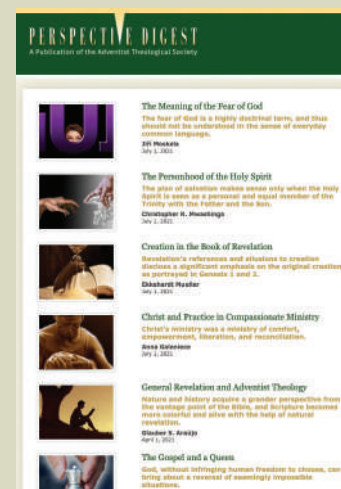 PERSPECTIVE DIGEST
A Publication of the Adventist Theological Society
The Meaning of the Fear of God
The fear of God is a highly doctrinal term, and thus
should not be understood in the sense of everyday
common language.
Jiří Moskala
July 1, 2021
The Personhood of the Holy Spirit
The plan of salvation makes sense only when the Holy
Spirit is seen as a personal and equal member of the
Trinity with the Father and the Son.
Christopher R. Mwashinga
July 1, 2021
Creation in the Book of Revelation
Revelation's references and allusions to creation
disclose a significant emphasis on the original creation
as portrayed in Genesis 1 and 2.
Ekkehardt Mueller
July 1, 2021
Christ and Practice in Compassionate Ministry
Christ's ministry was a ministry of comfort,
empowerment, liberation, and reconciliation.
Anna Galeniece
July 1, 2021
General Revelation and Adventist Theology
Nature and history acquire a grander perspective from
the vantage point of the Bible, and Scripture becomes
more colorful and alive with the help of natural
revelation.
Glauber S. Araújo
April 1, 2021
The Gospel and a Queen
God, without infringing human freedom to choose, can
bring about a reversal of seemingly impossible
situations.